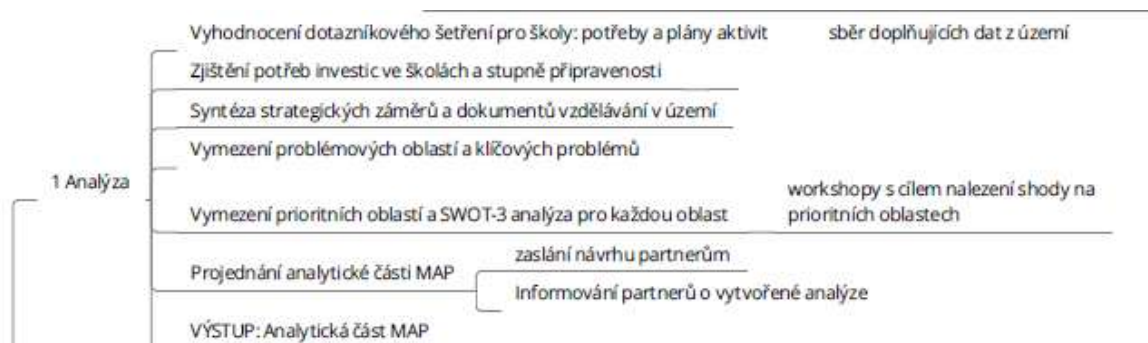 Vyhodnocení dotazníkového šetření pro školy: potřeby a plány aktivit
sběr doplňujících dat z území
Zjištění potřeb investic ve školách a stupně připravenosti
Syntéza strategických záměrů a dokumentů vzdělávání v území
Vymezení problémových oblastí a klíčových problémů
1 Analýza
Vymezení prioritních oblastí a SWOT-3 analýza pro každou oblast
workshopy s cílem nalezení shody na
prioritních oblastech
Projednání analytické části MAP
zaslání návrhu partnerům
Informování partnerů o vytvořené analýze
VÝSTUP: Analytická část MAP